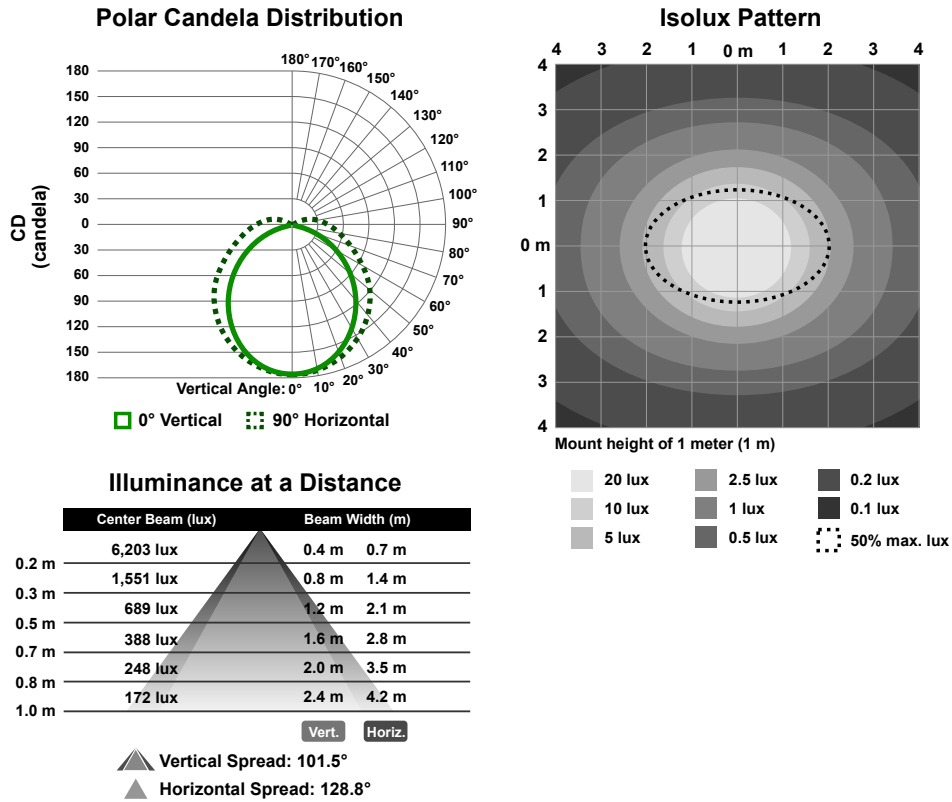 Polar Candela Distribution
180
150
120
90
60
30
0
30
60
90
120
150
180
CD
(candela)
180° 170° 160°
150°
140°
130°
120°
110°
100°
90°
80°
70°
60°
50°
40°
30°
20°
10°
Vertical Angle: 0°
0° Vertical
90° Horizontal
Isolux Pattern
4 3 2 1 0 m 1 2 3 4
4
3
2
1
0 m
1
2
3
4
Mount height of 1 meter (1 m)
20 lux
10 lux
5 lux
2.5 lux
1 lux
0.5 lux
0.2 lux
0.1 lux
50% max. lux
Illuminance at a Distance
Center Beam (lux) Beam Width (m)
6,203 lux 0.4 m 0.7 m
0.2 m
1,551 lux 0.8 m 1.4 m
0.3 m
689 lux 1.2 m 2.1 m
0.5 m
388 lux 1.6 m 2.8 m
0.7 m
248 lux 2.0 m 3.5 m
0.8 m
172 lux 2.4 m 4.2 m
1.0 m
Vert. Horiz.
Vertical Spread: 101.5°
Horizontal Spread: 128.8°